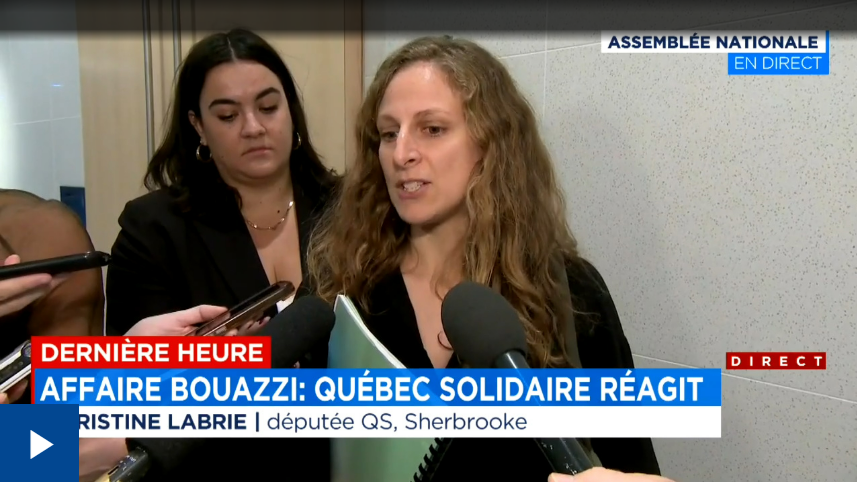 ASSEMBLÉE NATIONALE
EN DIRECT
DERNIÈRE HEURE
DIRECT
AFFAIRE BOUAZZI: QUÉBEC SOLIDAIRE RÉAGIT
RISTINE LABRIE | députée QS, Sherbrooke